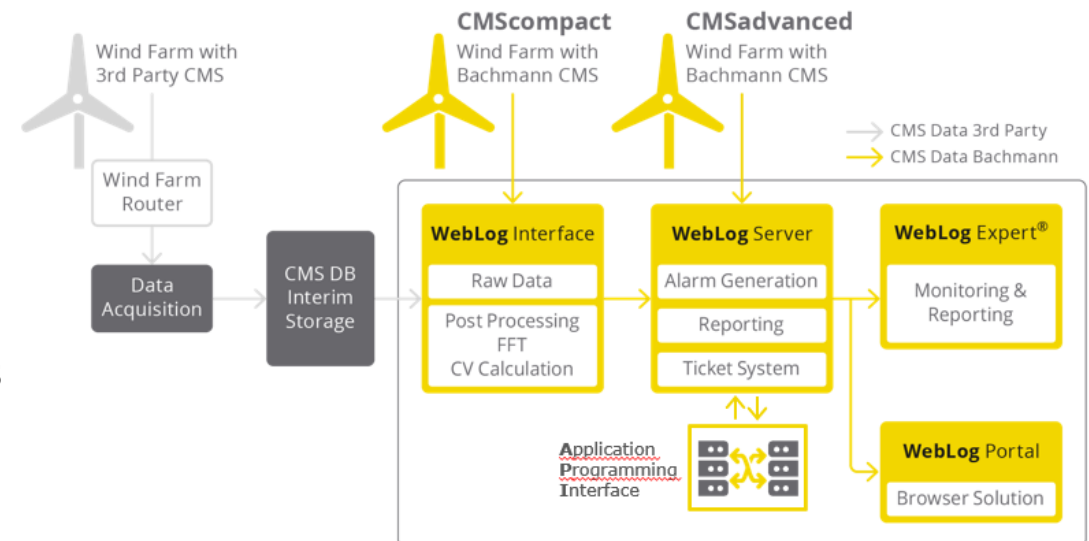 CMScompact
Wind Farm with
Bachmann CMS
CMSadvanced
Wind Farm with
Bachmann CMS
Wind Farm with
3rd Party CMS
CMS Data 3rd Party
CMS Data Bachmann
Wind Farm
Router
Data
Acquisition
CMS DB
Interim
Storage
WebLog Interface
Raw Data
Post Processing
FFT
CV Calculation
WebLog Server
Alarm Generation
Reporting
Ticket System
WebLog Expert®
Monitoring &
Reporting
Application
Programming
Interface
WebLog Portal
Browser Solution